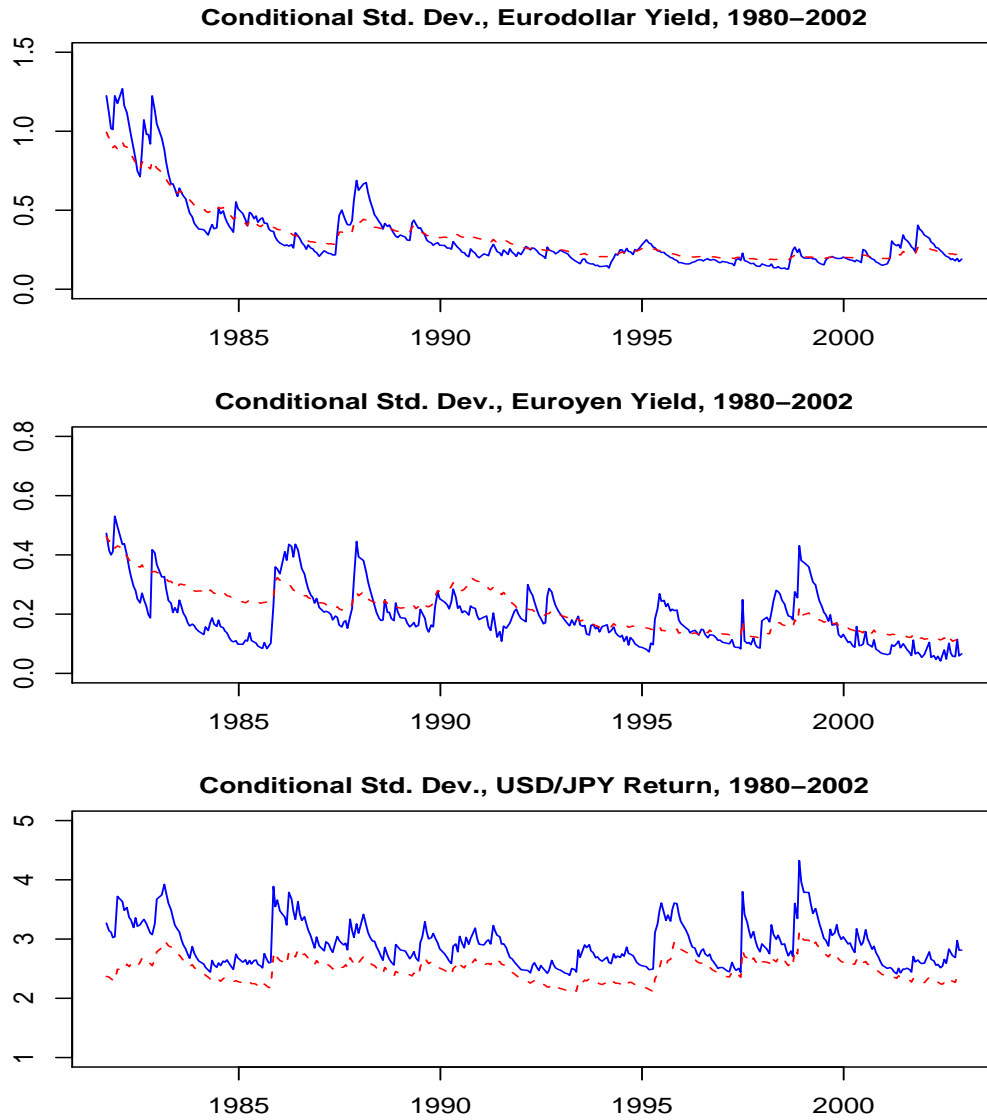 Conditional Std. Dev., Eurodollar Yield, 1980−2002
1.5
1.0
0.5
0.0
1985 1990 1995 2000
Conditional Std. Dev., Euroyen Yield, 1980−2002
0.8
0.6
0.4
0.2
0.0
1985 1990 1995 2000
Conditional Std. Dev., USD/JPY Return, 1980−2002
5
4
3
2
1
1985 1990 1995 2000